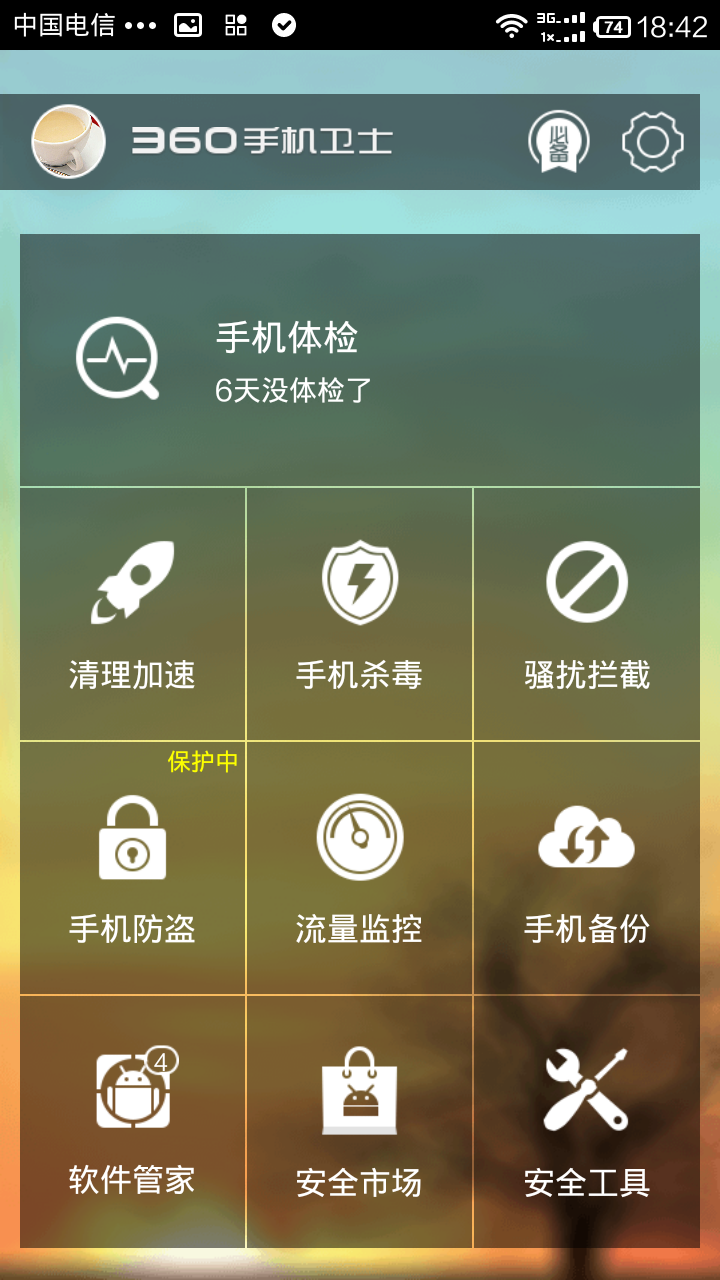 中国电信 ••• 3G 1x 74 18:42
360手机卫士 必备
手机体检
6天没体检了
清理加速 手机杀毒 骚扰拦截
保护中
手机防盗 流量监控 手机备份
4
软件管家 安全市场 安全工具